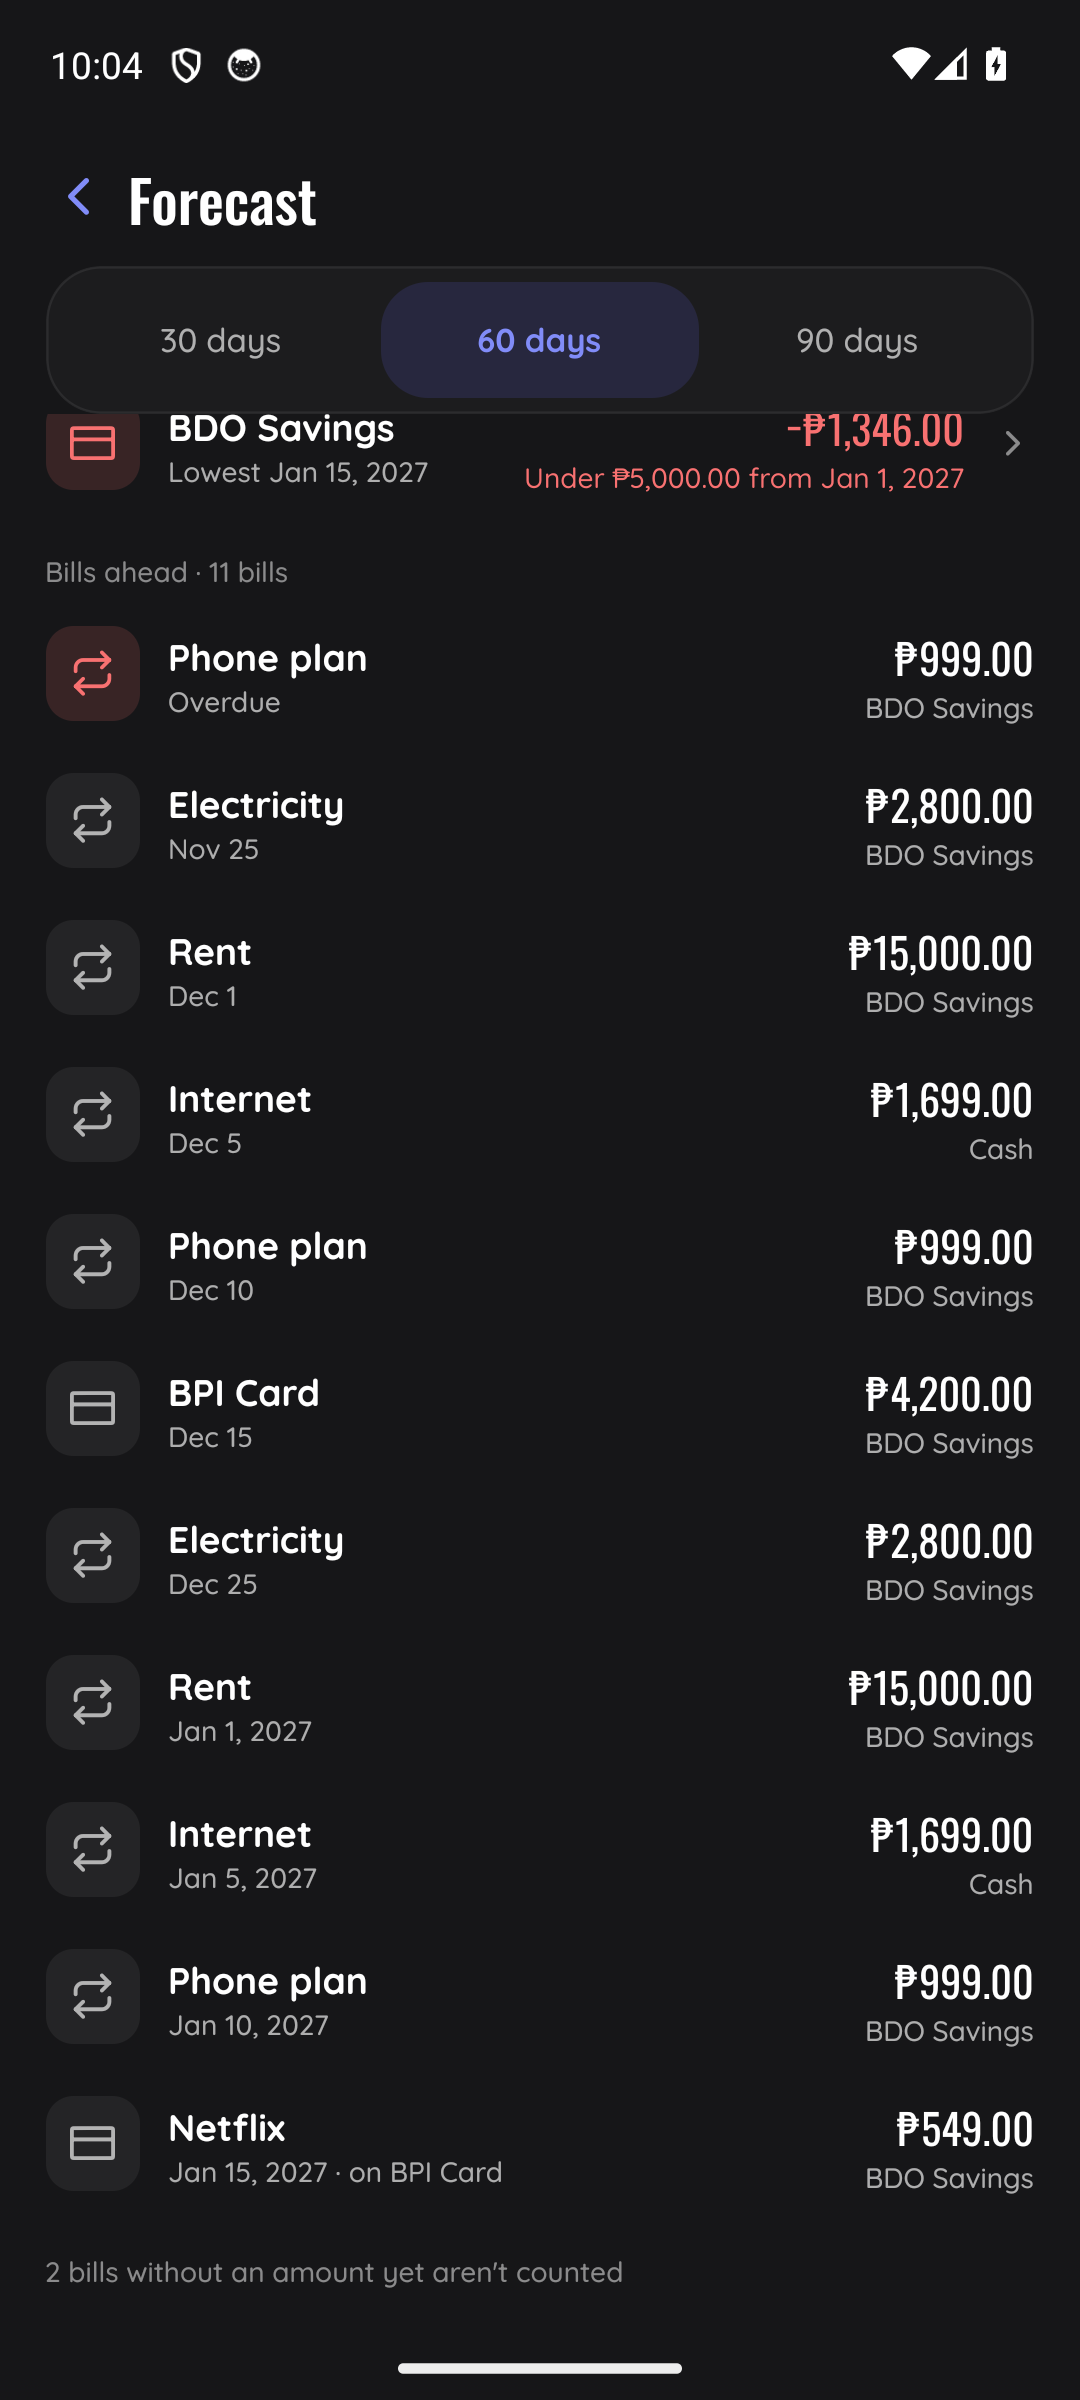 10:04
Forecast
30 days
60 days
90 days
BDO Savings
-₱1,346.00
Lowest Jan 15, 2027
Under ₱5,000.00 from Jan 1, 2027
Bills ahead · 11 bills
Phone plan
₱999.00
Overdue
BDO Savings
Electricity
₱2,800.00
Nov 25
BDO Savings
Rent
₱15,000.00
Dec 1
BDO Savings
Internet
₱1,699.00
Dec 5
Cash
Phone plan
₱999.00
Dec 10
BDO Savings
BPI Card
₱4,200.00
Dec 15
BDO Savings
Electricity
₱2,800.00
Dec 25
BDO Savings
Rent
₱15,000.00
Jan 1, 2027
BDO Savings
Internet
₱1,699.00
Jan 5, 2027
Cash
Phone plan
₱999.00
Jan 10, 2027
BDO Savings
Netflix
₱549.00
Jan 15, 2027 · on BPI Card
BDO Savings
2 bills without an amount yet aren't counted